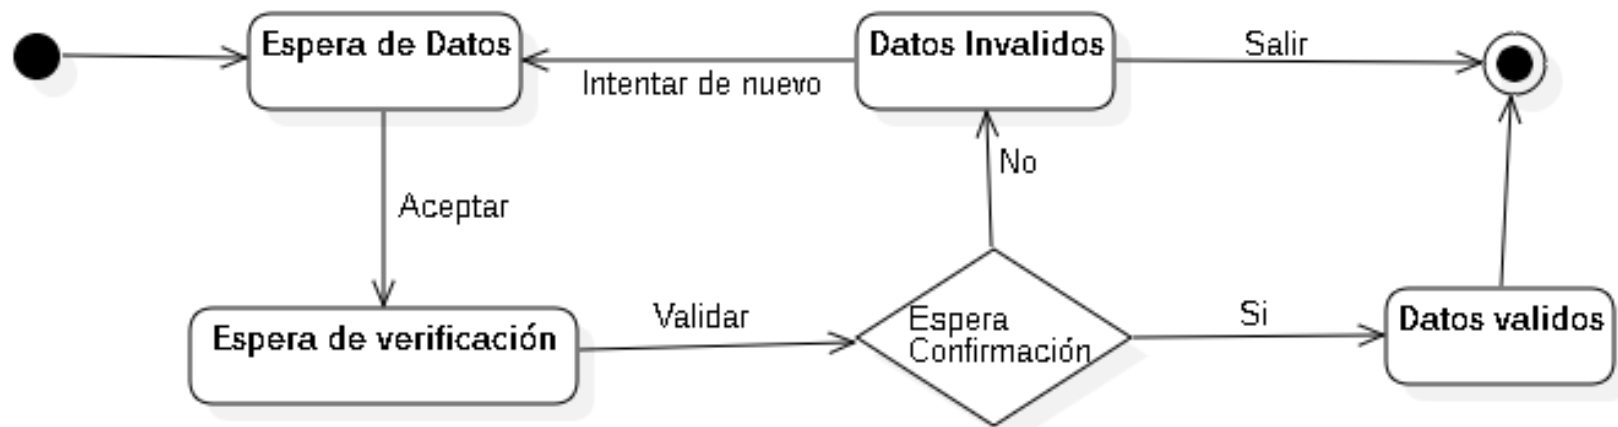 Espera de Datos
Datos Invalidos
Salir
Intentar de nuevo
No
Aceptar
Espera de verificación
Validar
Espera
Confirmación
Si
Datos validos